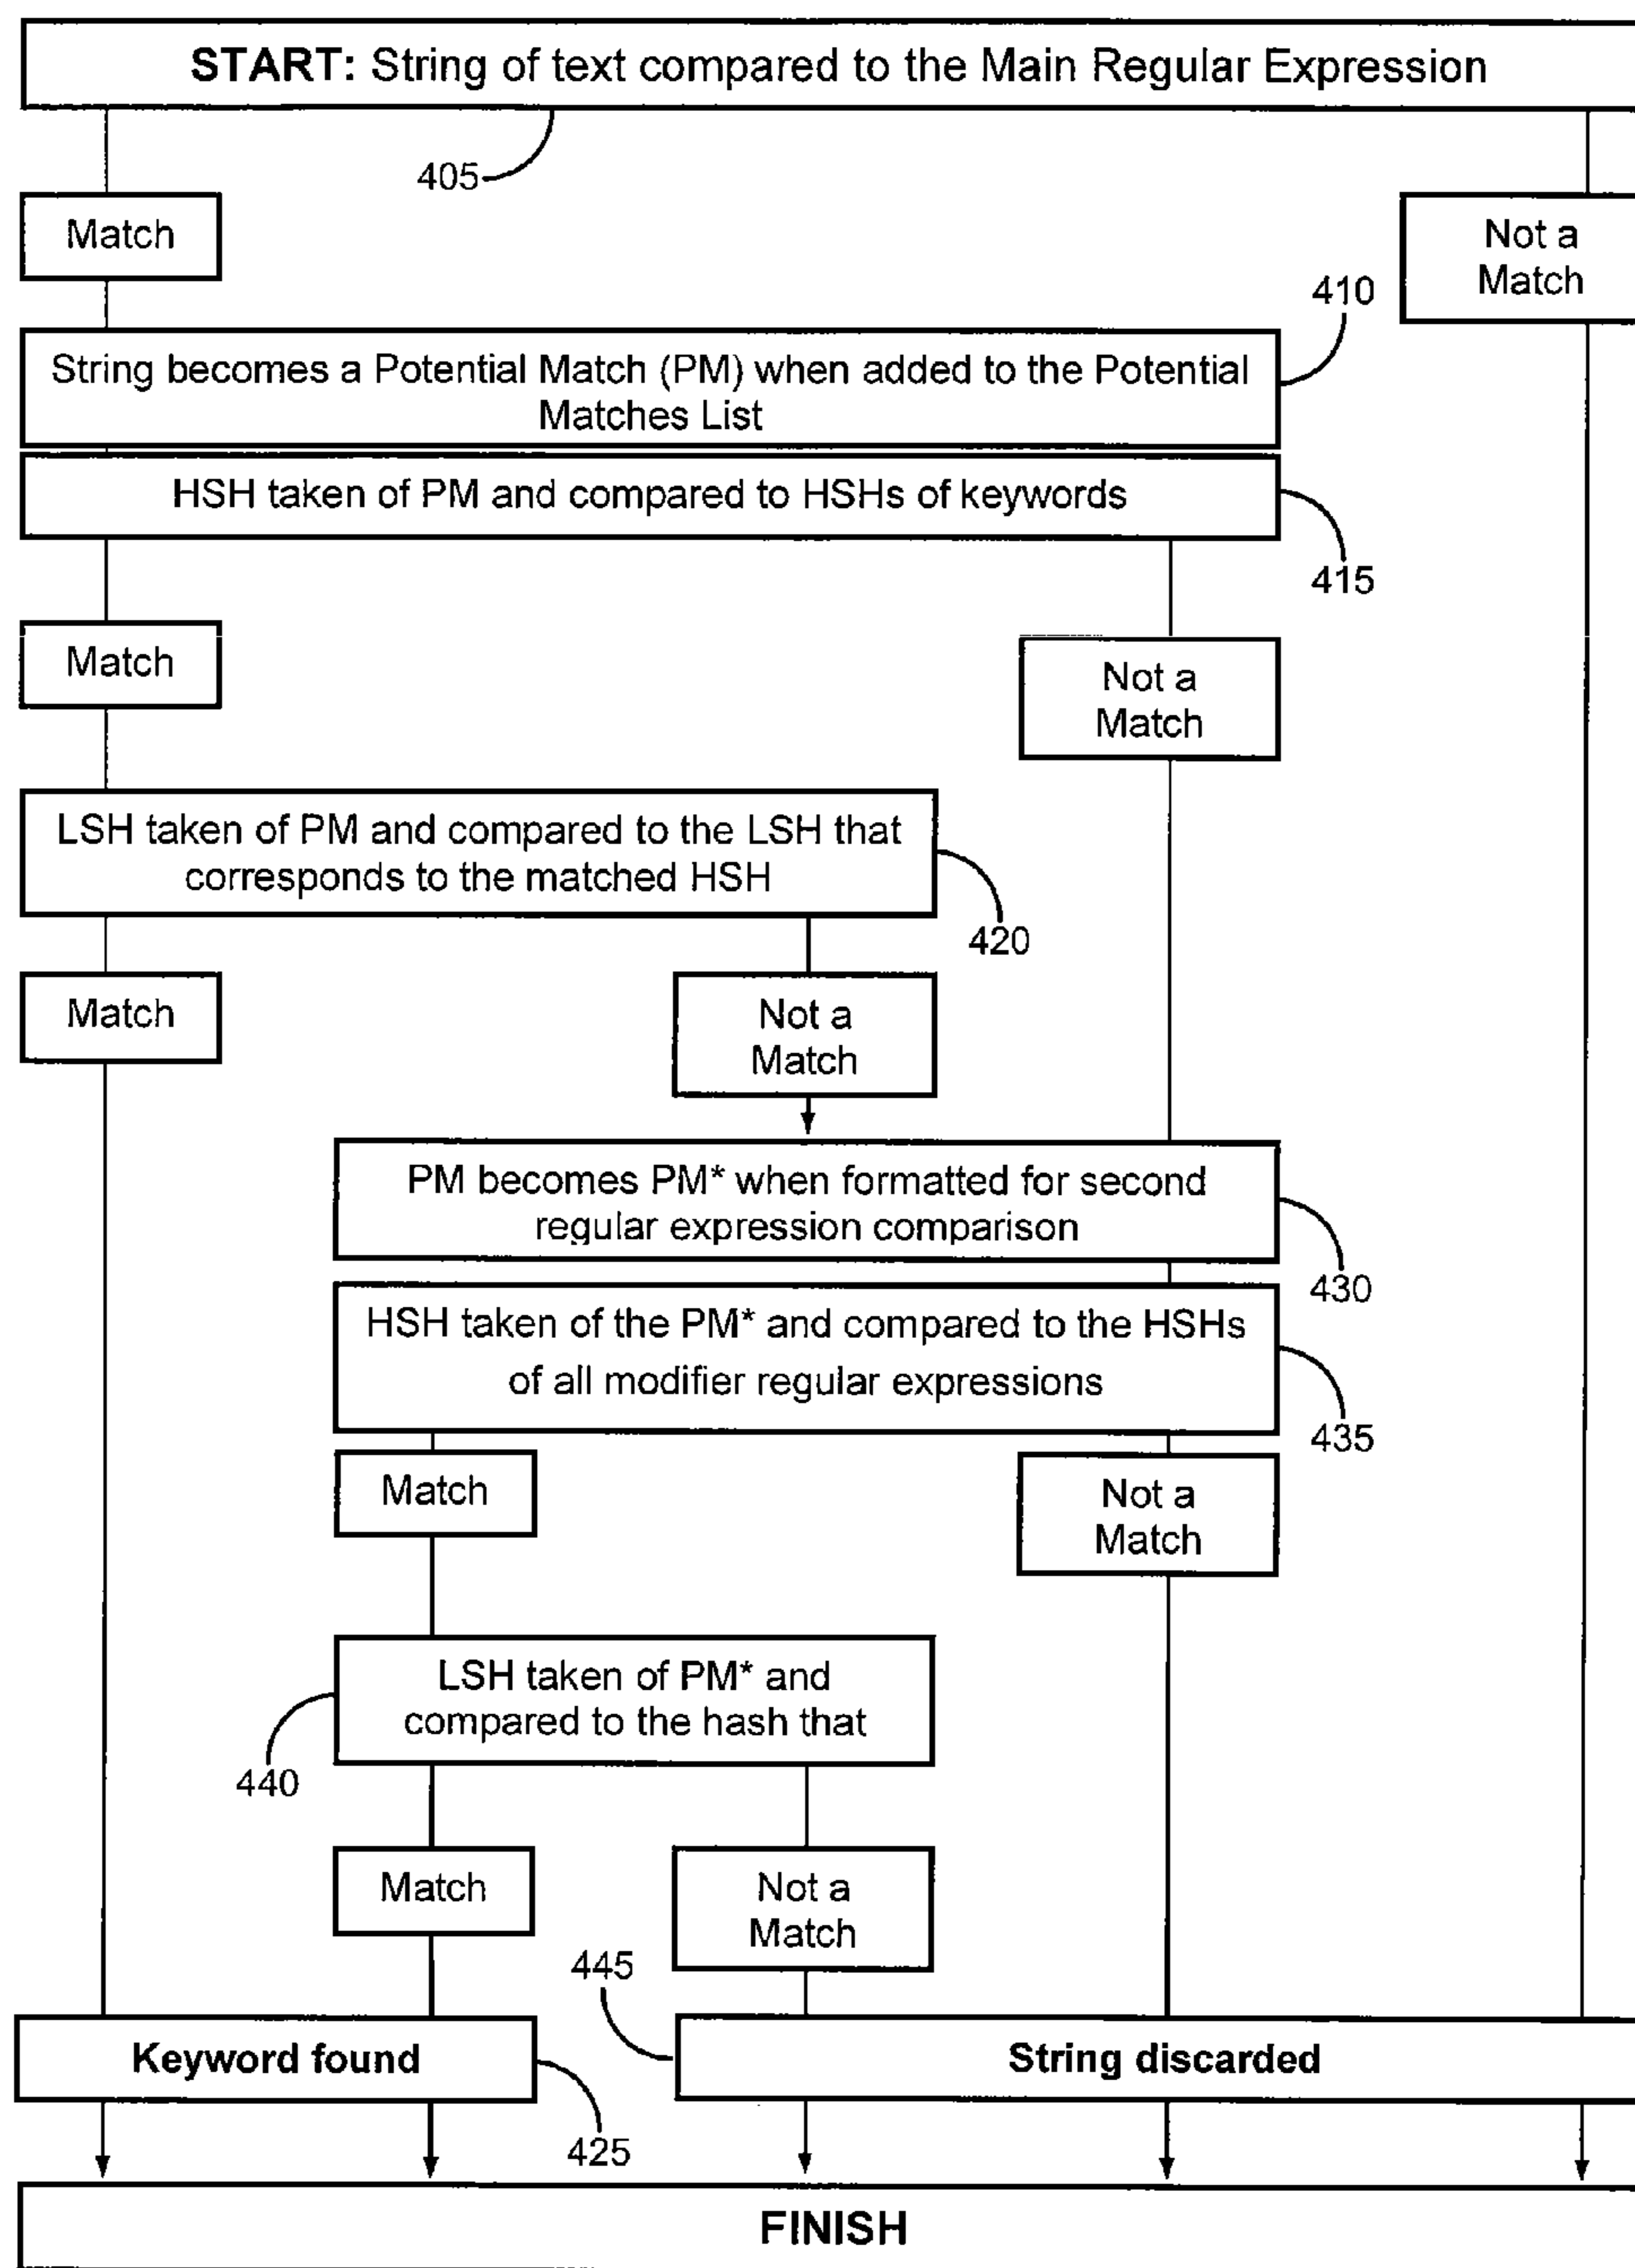 START: String of text compared to the Main Regular Expression
405
Match
Not a
Match
410
String becomes a Potential Match (PM) when added to the Potential
Matches List
HSH taken of PM and compared to HSHs of keywords
415
Match
Not a
Match
LSH taken of PM and compared to the LSH that
corresponds to the matched HSH
420
Match
Not a
Match
PM becomes PM* when formatted for second
regular expression comparison
430
HSH taken of the PM* and compared to the HSHs
of all modifier regular expressions
435
Match
Not a
Match
LSH taken of PM* and
compared to the hash that
440
Match
Not a
Match
445
Keyword found
String discarded
425
FINISH